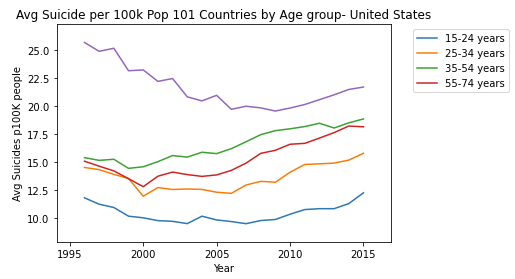 Avg Suicide per 100k Pop 101 Countries by Age group- United States
15-24 years
25-34 years
35-54 years
55-74 years
Avg Suicides p100K people
25.0
22.5
20.0
17.5
15.0
12.5
10.0
1995
2000
2005
2010
2015
Year